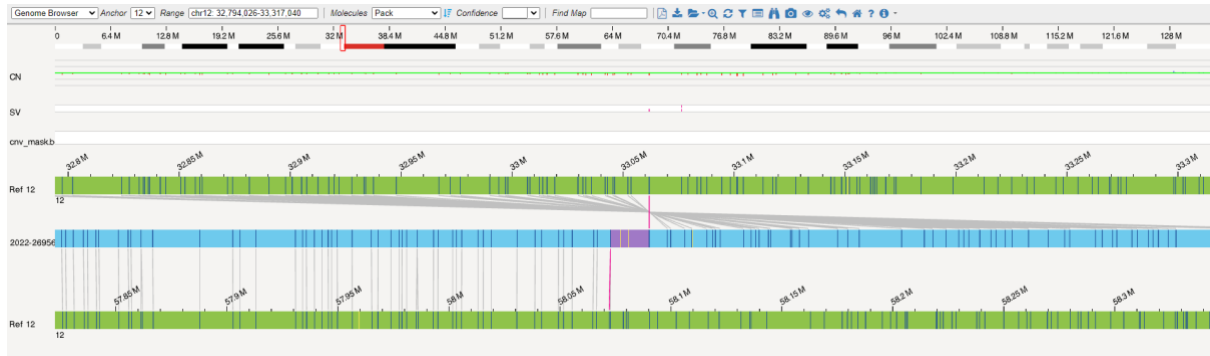 Genome Browser Anchor 12 Range chr12: 32,794,026-33,317,040 Molecules Pack Confidence Find Map
0 6.4 M 12.8 M 19.2 M 25.6 M 32 M 38.4 M 44.8 M 51.2 M 57.6 M 64 M 70.4 M 76.8 M 83.2 M 89.6 M 96 M 102.4 M 108.8 M 115.2 M 121.6 M 128 M
CN
SV
cnv_mask.b
32.8 M 32.85 M 32.9 M 32.95 M 33 M 33.05 M 33.1 M 33.15 M 33.2 M 33.25 M 33.3 M
Ref 12
12
2022-26956
57.85 M 57.9 M 57.95 M 58 M 58.05 M 58.1 M 58.15 M 58.2 M 58.25 M 58.3 M
Ref 12
12